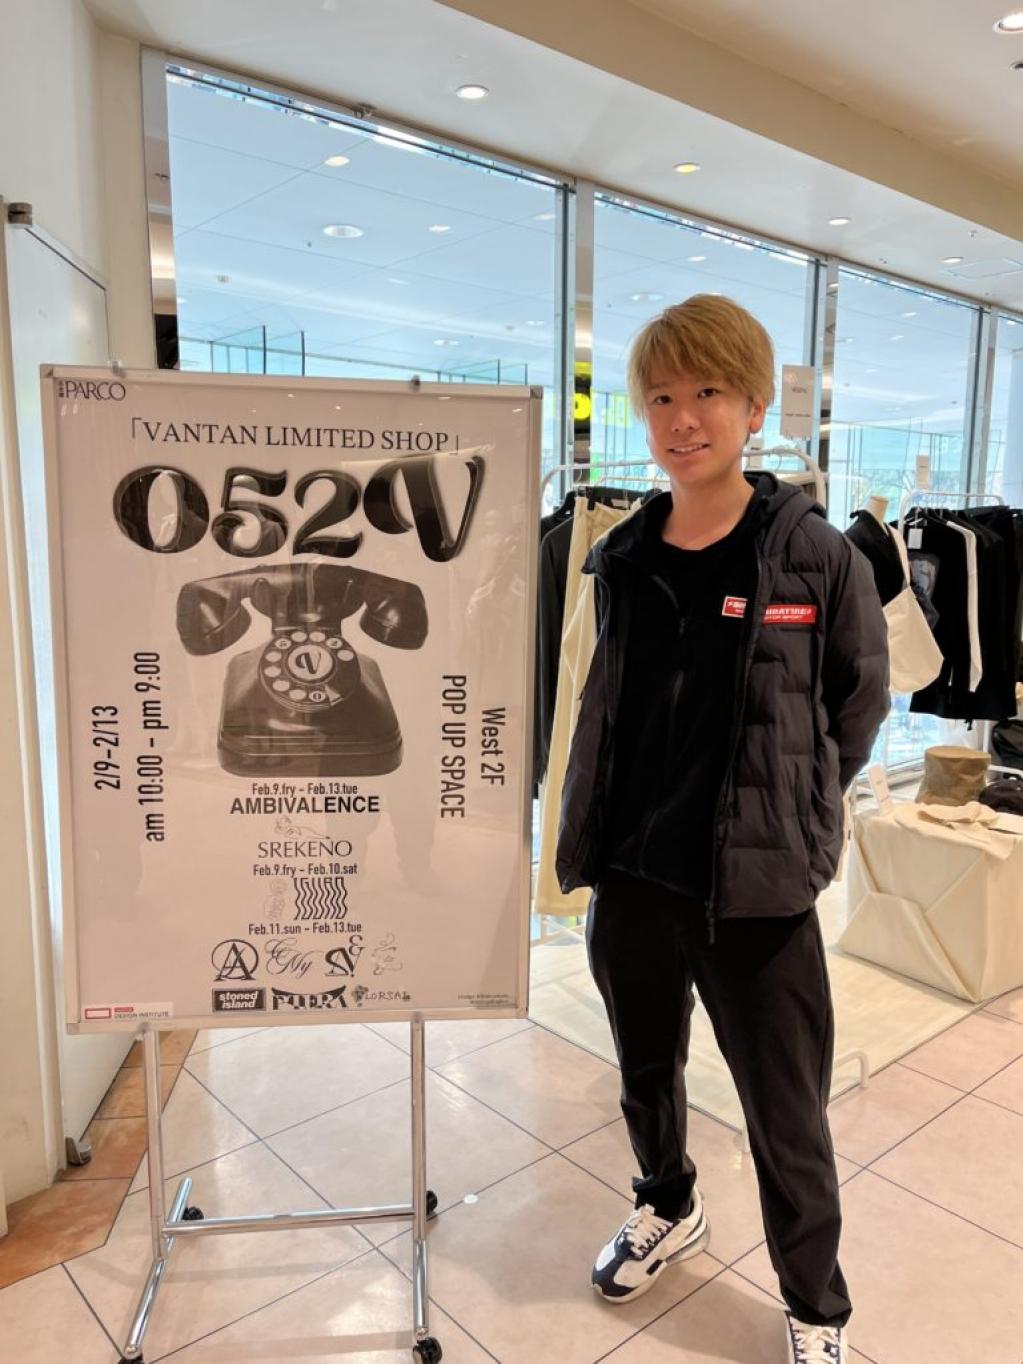 PARCO
「VANTAN LIMITED SHOP」
052V
V
2/9-2/13
am 10:00 - pm 9:00
West 2F
POP UP SPACE
Feb.9.fry - Feb.13.tue
AMBIVALENCE
SREKEÑO
Feb.9.fry - Feb.10.sat
Feb.11.sun - Feb.13.tue
stoned
island
DESIGN INSTITUTE